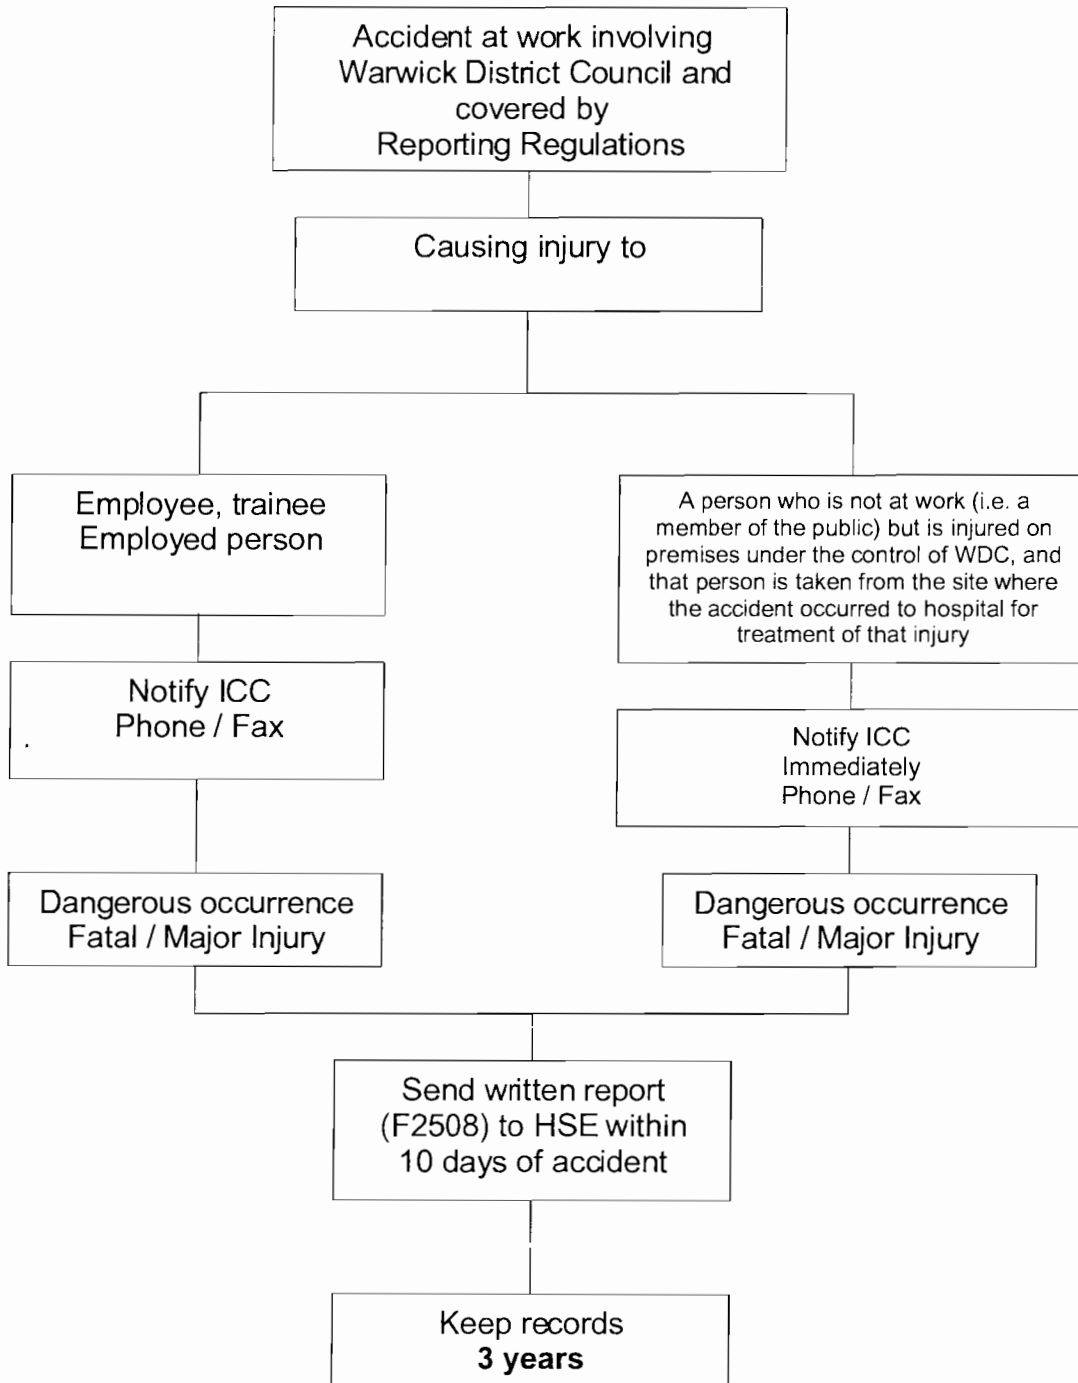 Accident at work involving
Warwick District Council and
covered by
Reporting Regulations
Causing injury to
Employee, trainee
Employed person
A person who is not at work (i.e. a
member of the public) but is injured on
premises under the control of WDC, and
that person is taken from the site where
the accident occurred to hospital for
treatment of that injury
Notify ICC
Phone / Fax
Notify ICC
Immediately
Phone / Fax
Dangerous occurrence
Fatal / Major Injury
Dangerous occurrence
Fatal / Major Injury
Send written report
(F2508) to HSE within
10 days of accident
Keep records
3 years